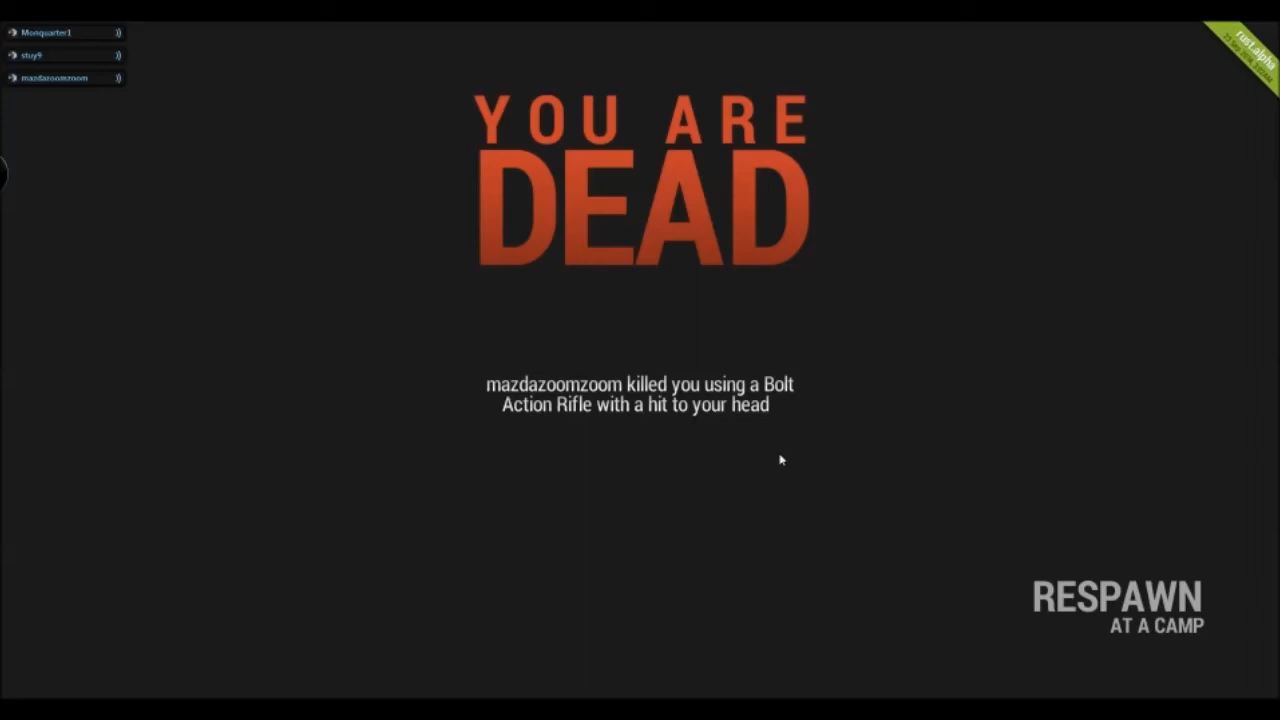 Monquarter1
stuy9
mazdazoomzoom
rust.alpha
YOU ARE
DEAD
mazdazoomzoom killed you using a Bolt
Action Rifle with a hit to your head
RESPAWN
AT A CAMP